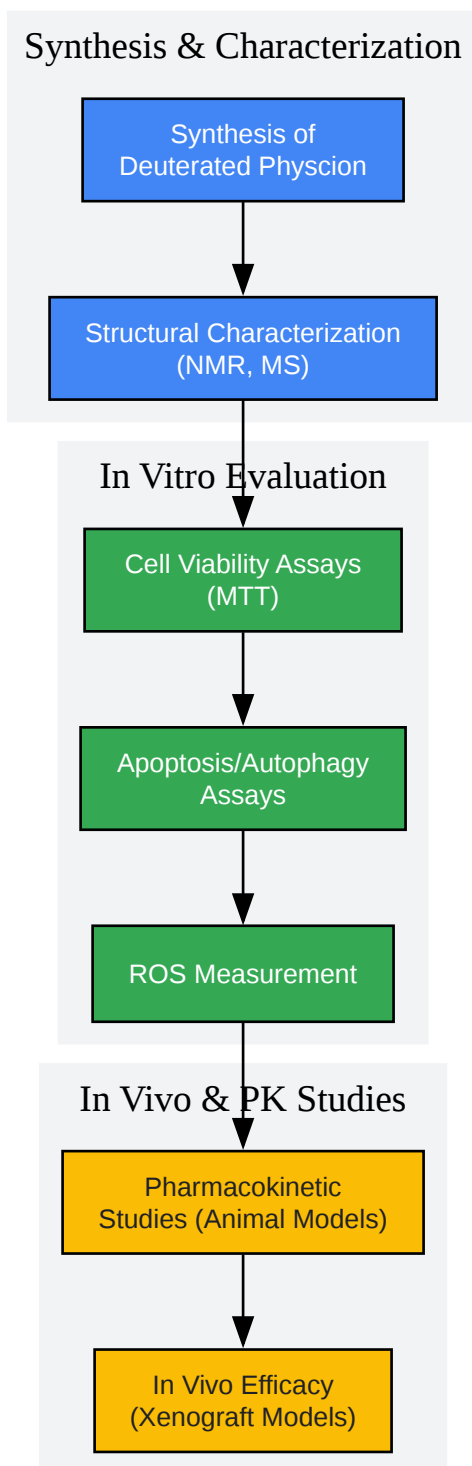 Synthesis & Characterization
Synthesis of
Deuterated Physcion
Structural Characterization
(NMR, MS)
In Vitro Evaluation
Cell Viability Assays
(MTT)
Apoptosis/Autophagy
Assays
ROS Measurement
In Vivo & PK Studies
Pharmacokinetic
Studies (Animal Models)
In Vivo Efficacy
(Xenograft Models)